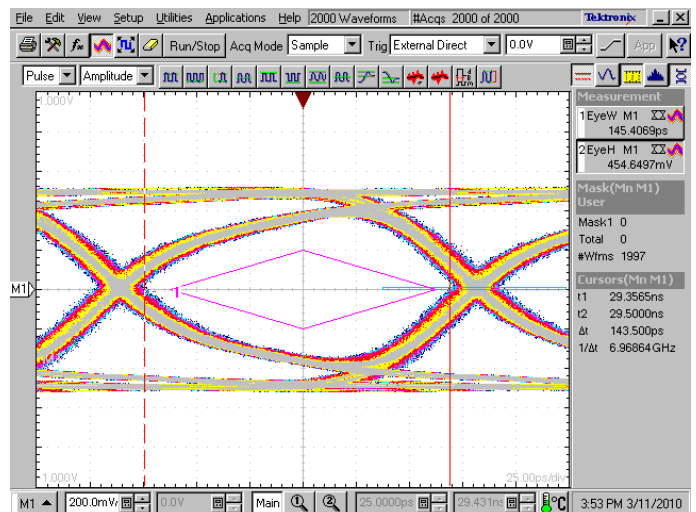 File Edit View Setup Utilities Applications Help 2000 Waveforms #Acqs 2000 of 2000 Tektronix
Run/Stop Acq Mode Sample Trig External Direct 0.0V App
Pulse Amplitude
1.000V
Measurement
1 EyeW M1
145.4069ps
2 EyeH M1
454.6497mV
Mask(Mn M1)
User
Mask1 0
Total 0
#Wfms 1997
Cursors(Mn M1)
t1 29.3565ns
t2 29.5000ns
Δt 143.500ps
1/Δt 6.96864GHz
M1
1
-1.000V 25.00ps/div
M1 200.0mV/ 0.0V Main 1 2 25.0000ps 29.431ns °C 3:53 PM 3/11/2010